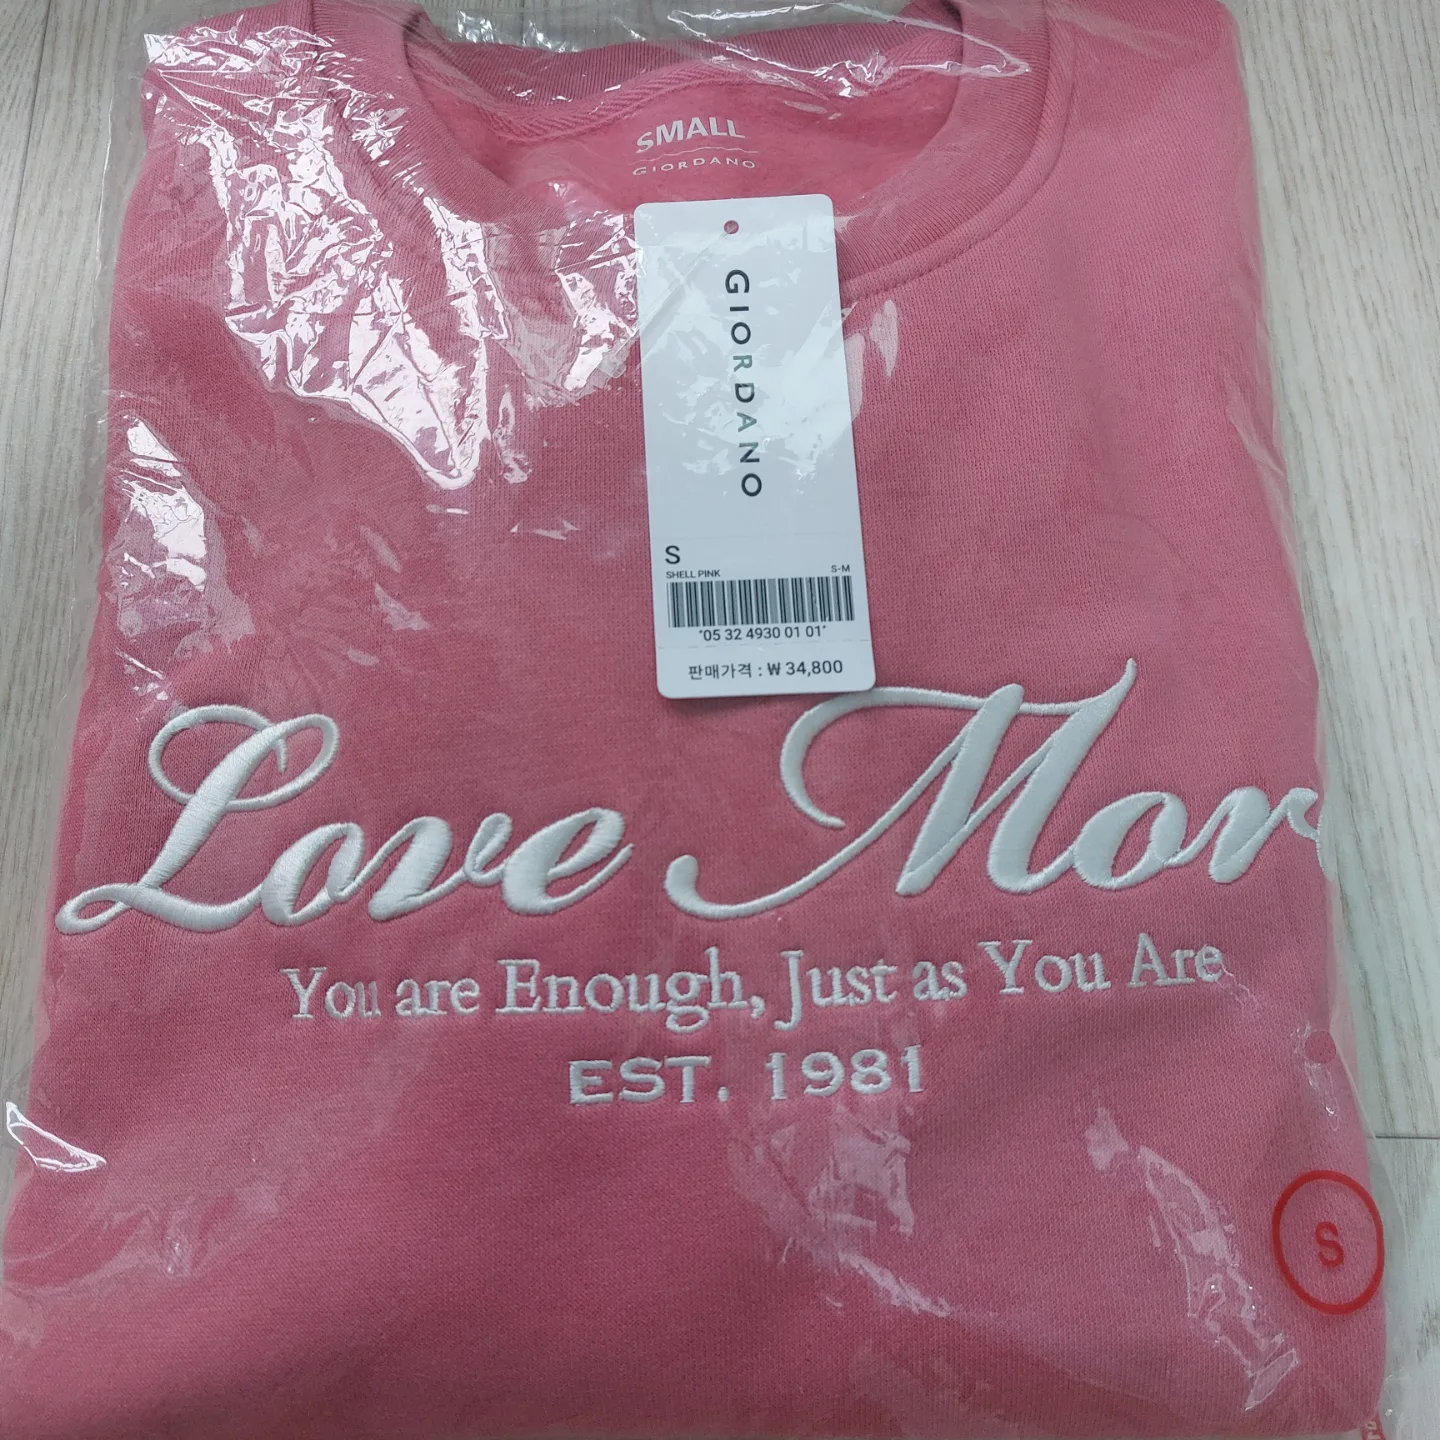 SMALL
GIORDANO
GIORDANO
S
SHELL PINK S-M
*05 32 4930 01 01*
판매가격 : ₩ 34,800
Love Mor
You are Enough, Just as You Are
EST. 1981
S